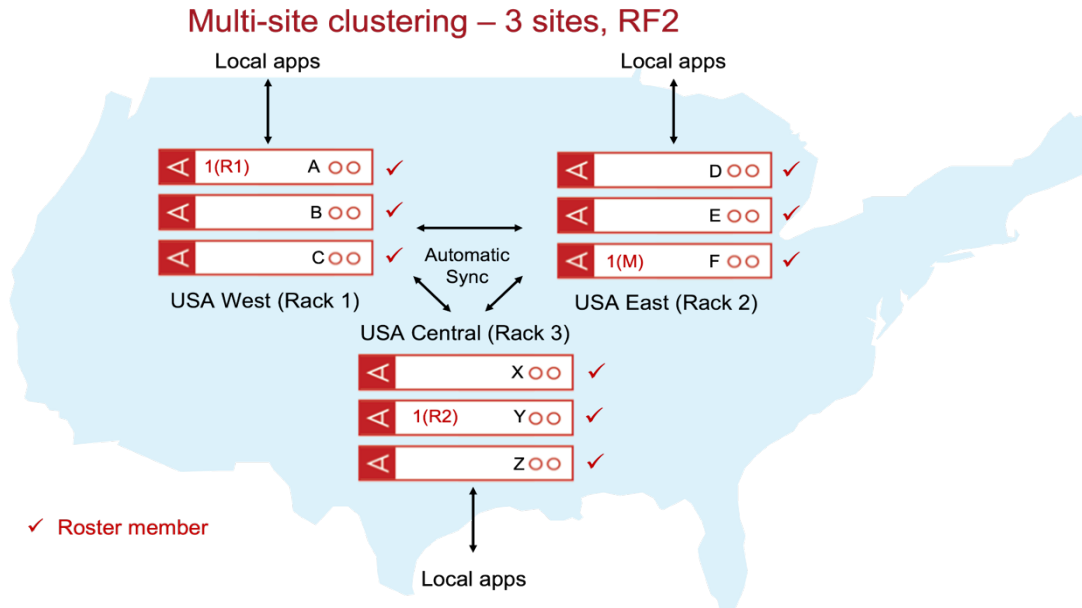 Multi-site clustering – 3 sites, RF2
Local apps
Local apps
A 1(R1) A
A B
A C
USA West (Rack 1)
A D
A E
A 1(M) F
USA East (Rack 2)
Automatic
Sync
USA Central (Rack 3)
A X
A 1(R2) Y
A Z
Local apps
✓ Roster member